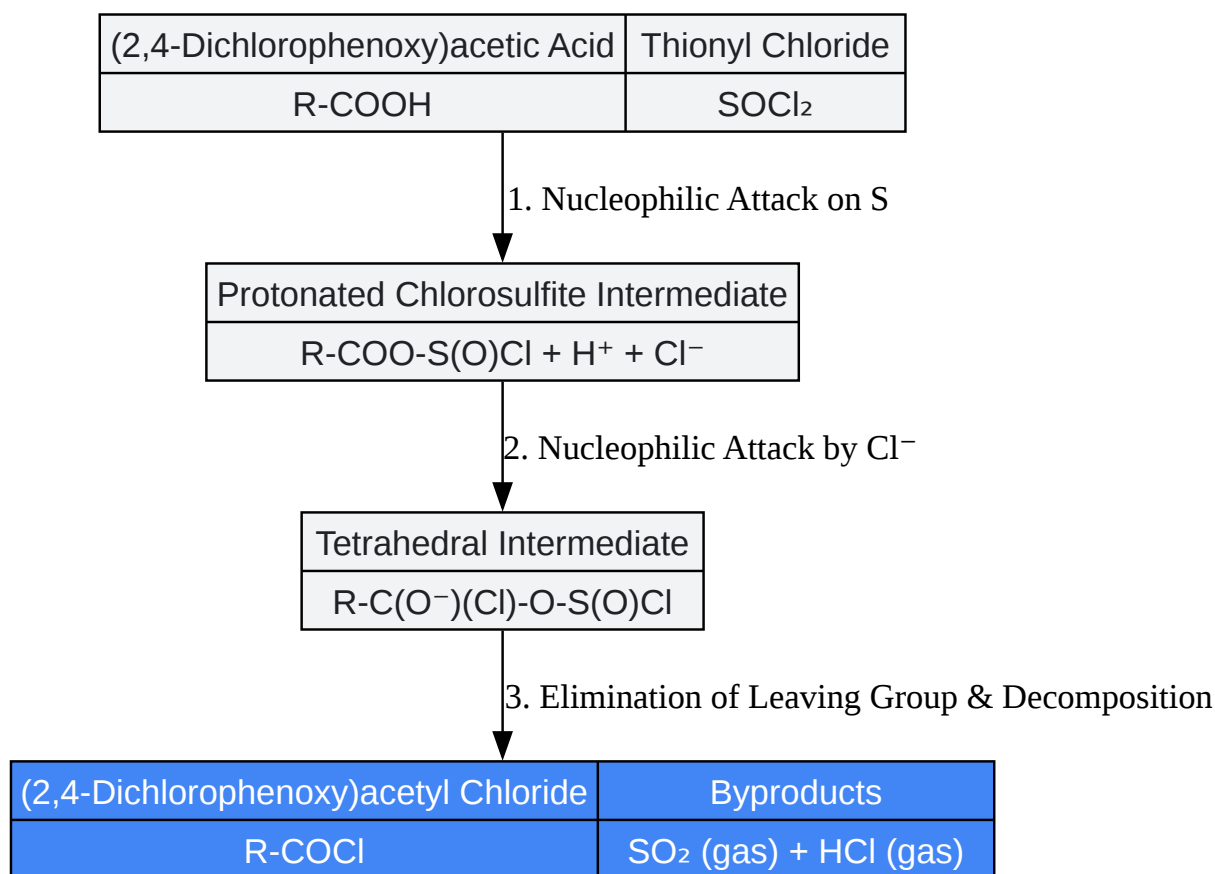 (2,4-Dichlorophenoxy)acetic Acid Thionyl Chloride
R-COOH SOCl₂
1. Nucleophilic Attack on S
Protonated Chlorosulfite Intermediate
R-COO-S(O)Cl + H⁺ + Cl⁻
2. Nucleophilic Attack by Cl⁻
Tetrahedral Intermediate
R-C(O⁻)(Cl)-O-S(O)Cl
3. Elimination of Leaving Group & Decomposition
(2,4-Dichlorophenoxy)acetyl Chloride Byproducts
R-COCl SO₂ (gas) + HCl (gas)